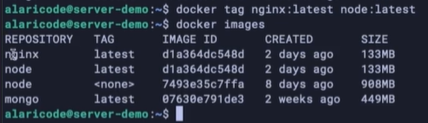 alaricode@server-demo:~$ docker tag nginx:latest node:latest
alaricode@server-demo:~$ docker images
REPOSITORY TAG IMAGE ID CREATED SIZE
nginx latest d1a364dc548d 2 days ago 133MB
node latest d1a364dc548d 2 days ago 133MB
node <none> 7493e35c7ffa 8 days ago 908MB
mongo latest 07630e791de3 2 weeks ago 449MB
alaricode@server-demo:~$